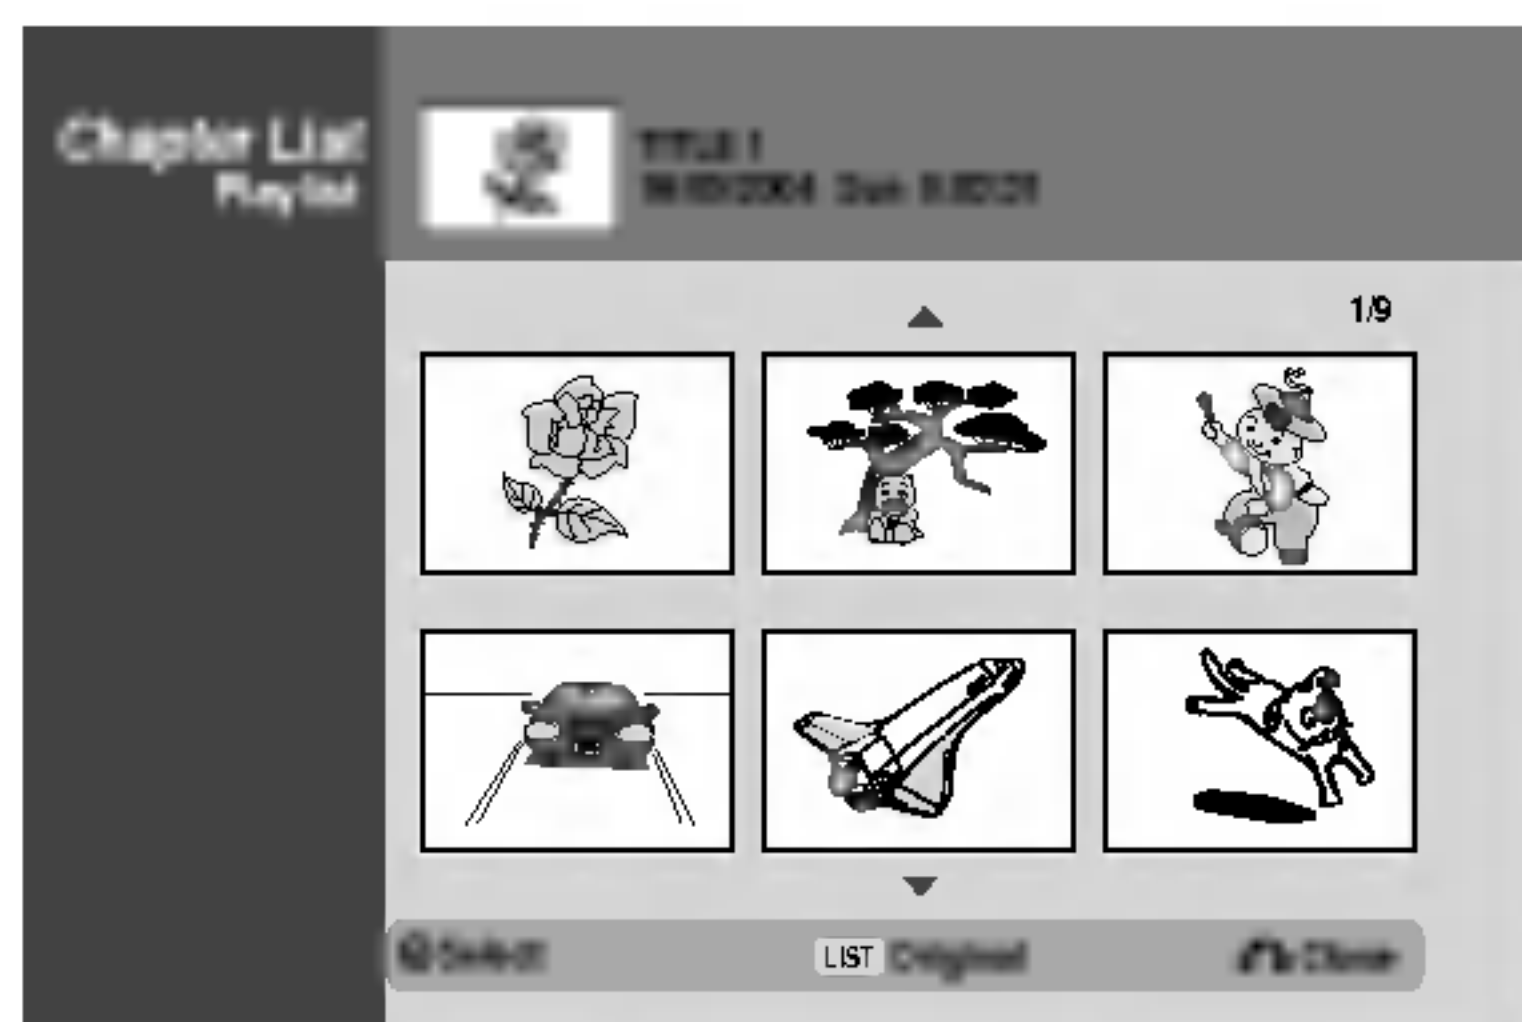 Chapter List
Playlist
TITLE 1
1/9
Select
LIST Original
Close